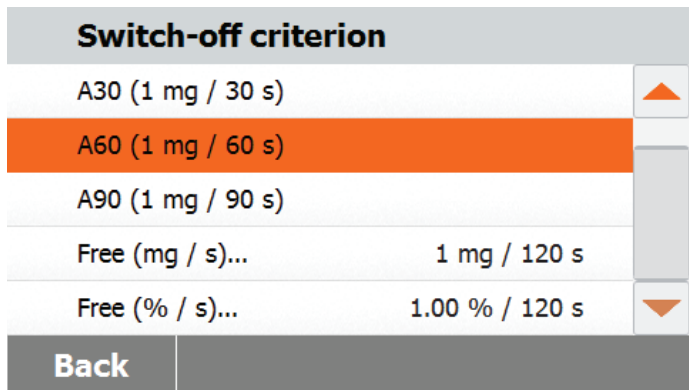 Switch-off criterion
A30 (1 mg / 30 s)
A60 (1 mg / 60 s)
A90 (1 mg / 90 s)
Free (mg / s)... 1 mg / 120 s
Free (% / s)... 1.00 % / 120 s
Back